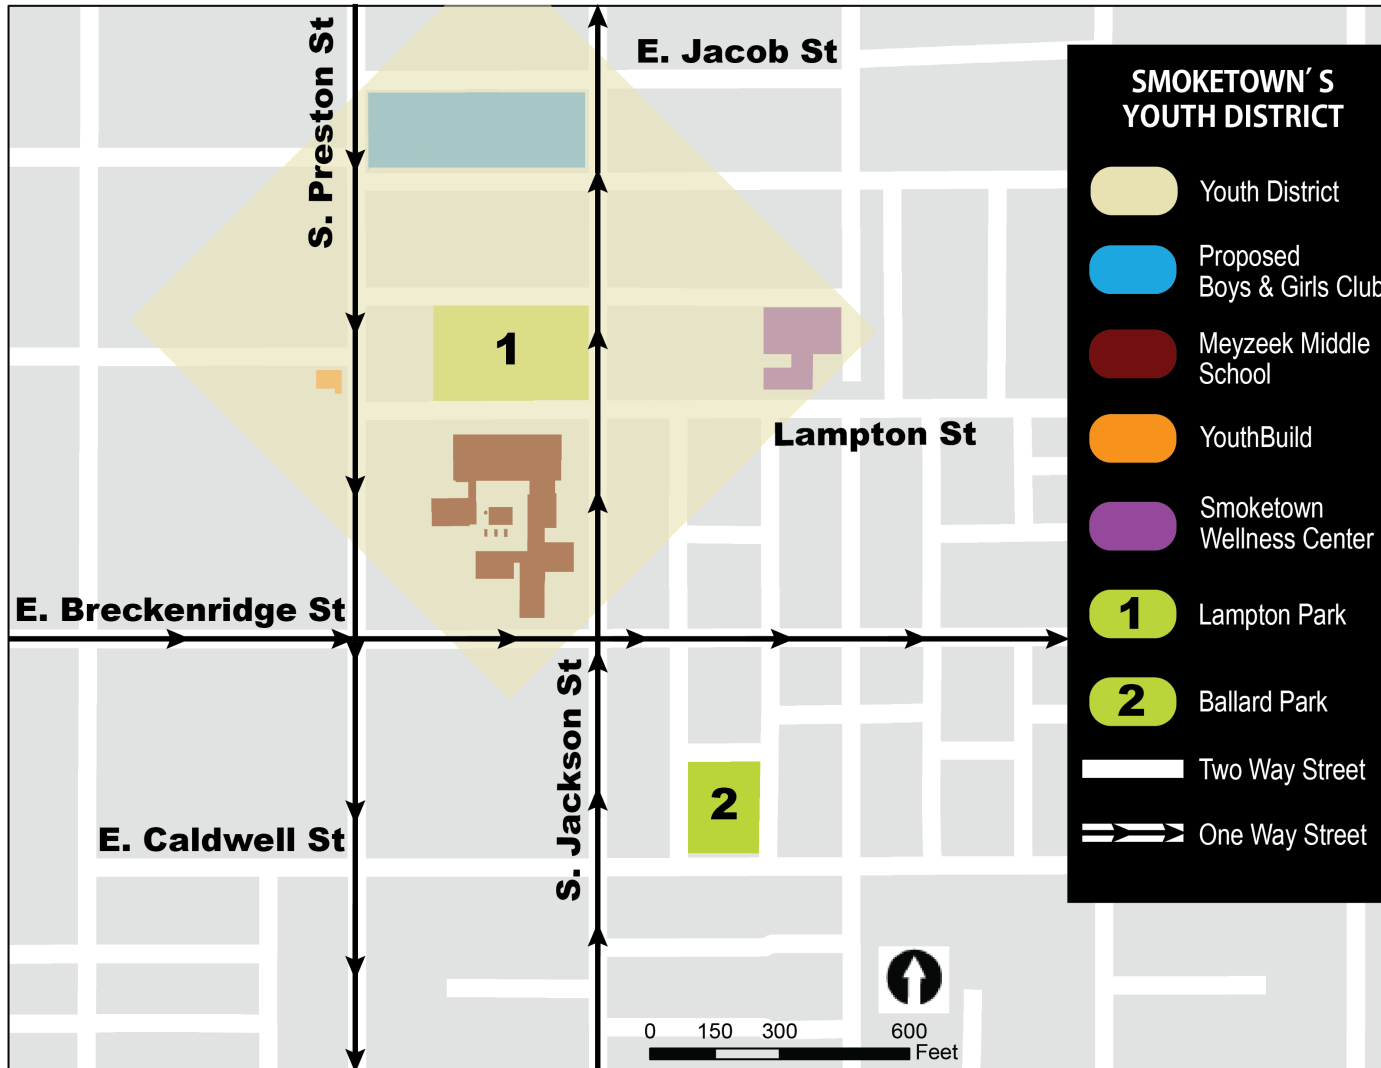 S. Preston St
E. Jacob St
1
Lampton St
E. Breckenridge St
S. Jackson St
2
E. Caldwell St
0 150 300 600
Feet
SMOKETOWN´S
YOUTH DISTRICT
Youth District
Proposed
Boys & Girls Club
Meyzeek Middle
School
YouthBuild
Smoketown
Wellness Center
1 Lampton Park
2 Ballard Park
Two Way Street
One Way Street